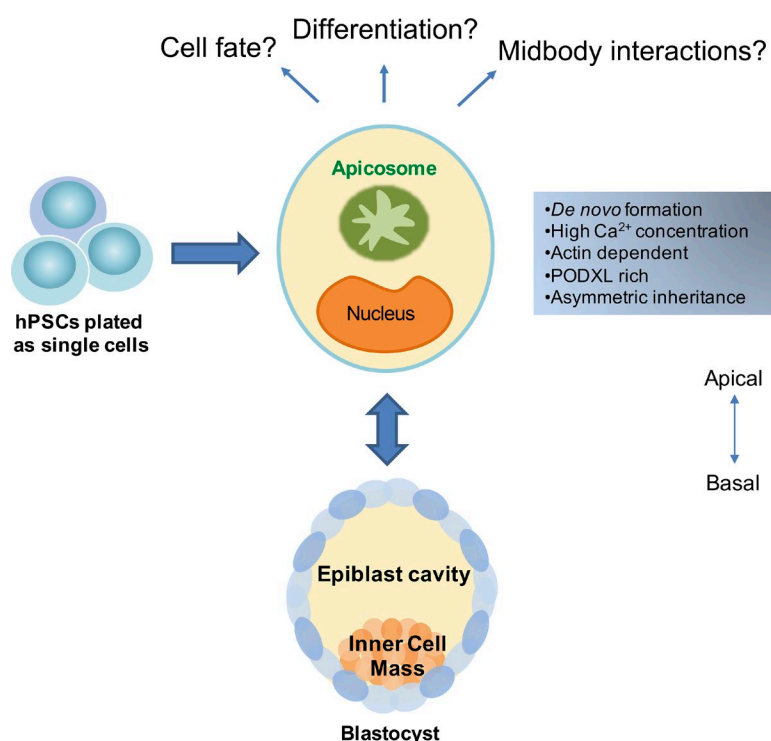 Cell fate?
Differentiation?
Midbody interactions?
Apicosome
Nucleus
hPSCs plated
as single cells
•De novo formation
•High Ca²⁺ concentration
•Actin dependent
•PODXL rich
•Asymmetric inheritance
Apical
Basal
Epiblast cavity
Inner Cell
Mass
Blastocyst